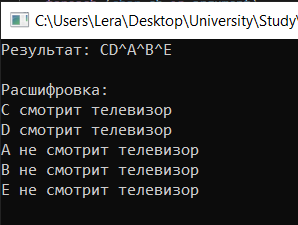 C:\Users\Lera\Desktop\University\Study\
Результат: CD^A^B^E
Расшифровка:
C смотрит телевизор
D смотрит телевизор
A не смотрит телевизор
B не смотрит телевизор
E не смотрит телевизор